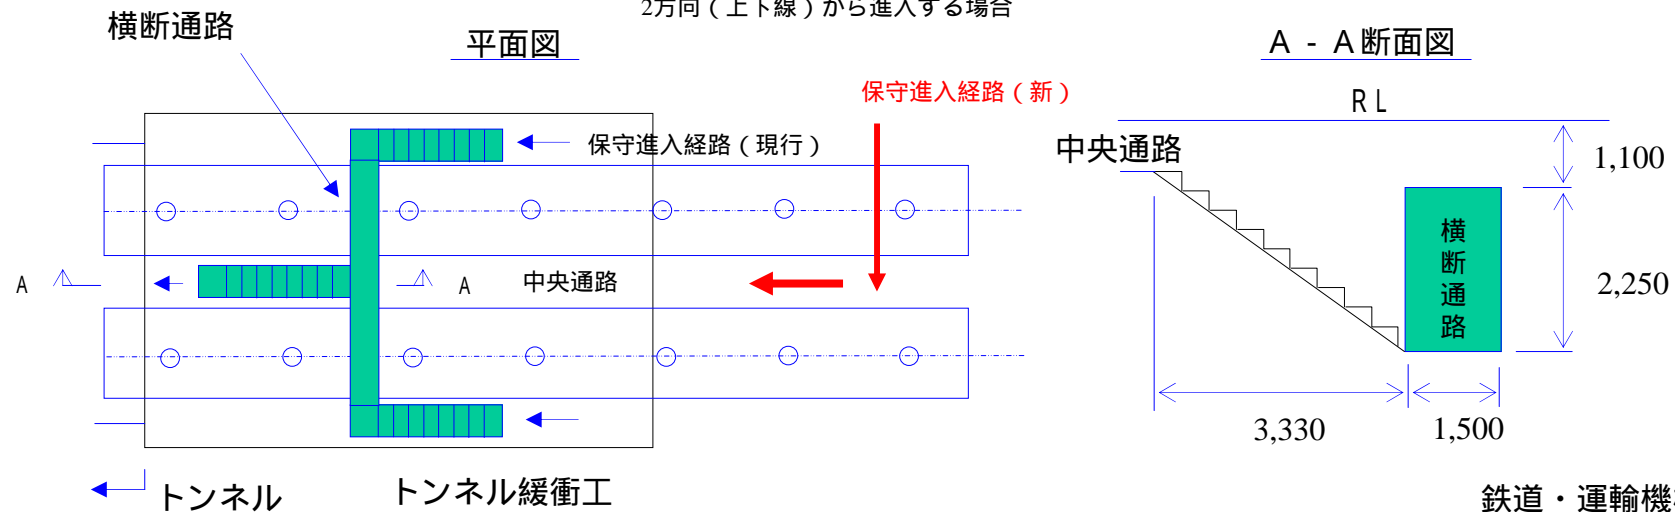 2方向（上下線）から進入する場合
横断通路
平面図
保守進入経路（新）
保守進入経路（現行）
A
A
中央通路
トンネル
トンネル緩衝工
Ａ - Ａ断面図
ＲＬ
中央通路
1,100
横断通路
2,250
3,330
1,500
鉄道・運輸機